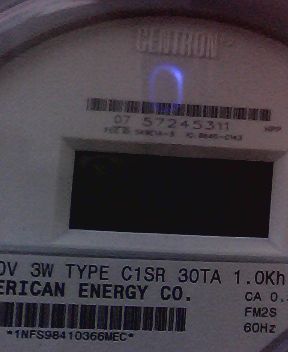 CENTRON
07 57245311
0V 3W TYPE C1SR 30TA 1.0Kh
ERICAN ENERGY CO.
CA 0.
FM2S
60Hz
*1NFS98410366MEC*